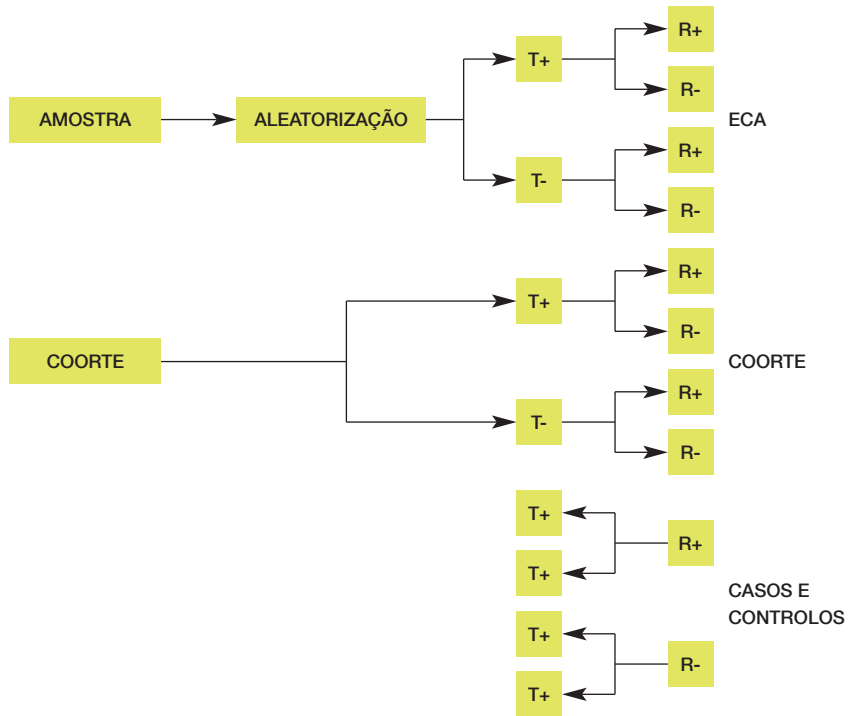 R+
T+
R-
AMOSTRA
ALEATORIZAÇÃO
ECA
R+
T-
R-
R+
T+
R-
COORTE
COORTE
R+
T-
R-
T+
R+
T+
CASOS E
CONTROLOS
T+
R-
T+